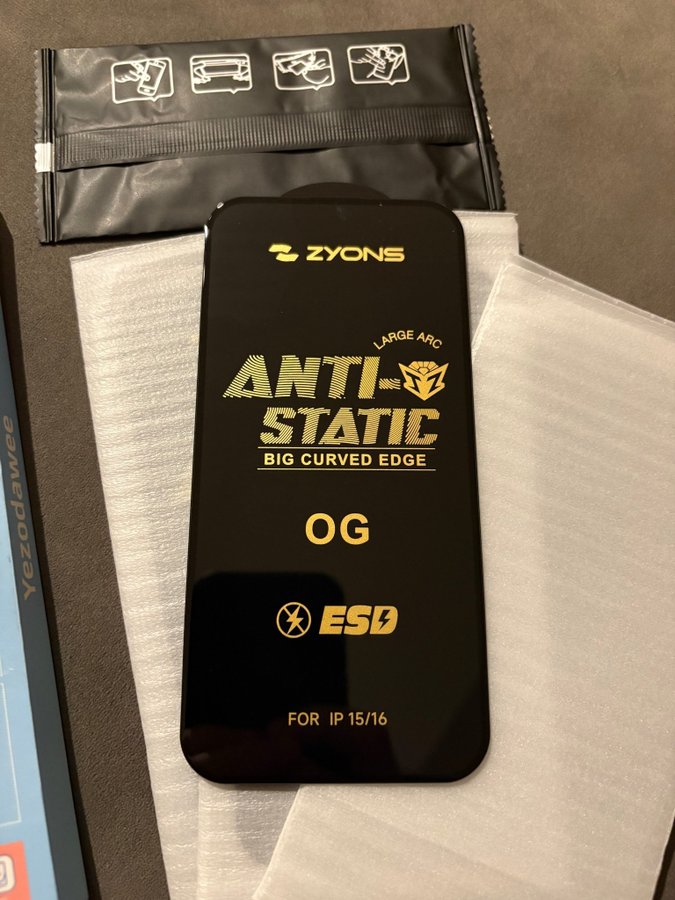 ZYONS
LARGE ARC
ANTI-
STATIC
BIG CURVED EDGE
OG
ESD
FOR IP 15/16
Yezodawee